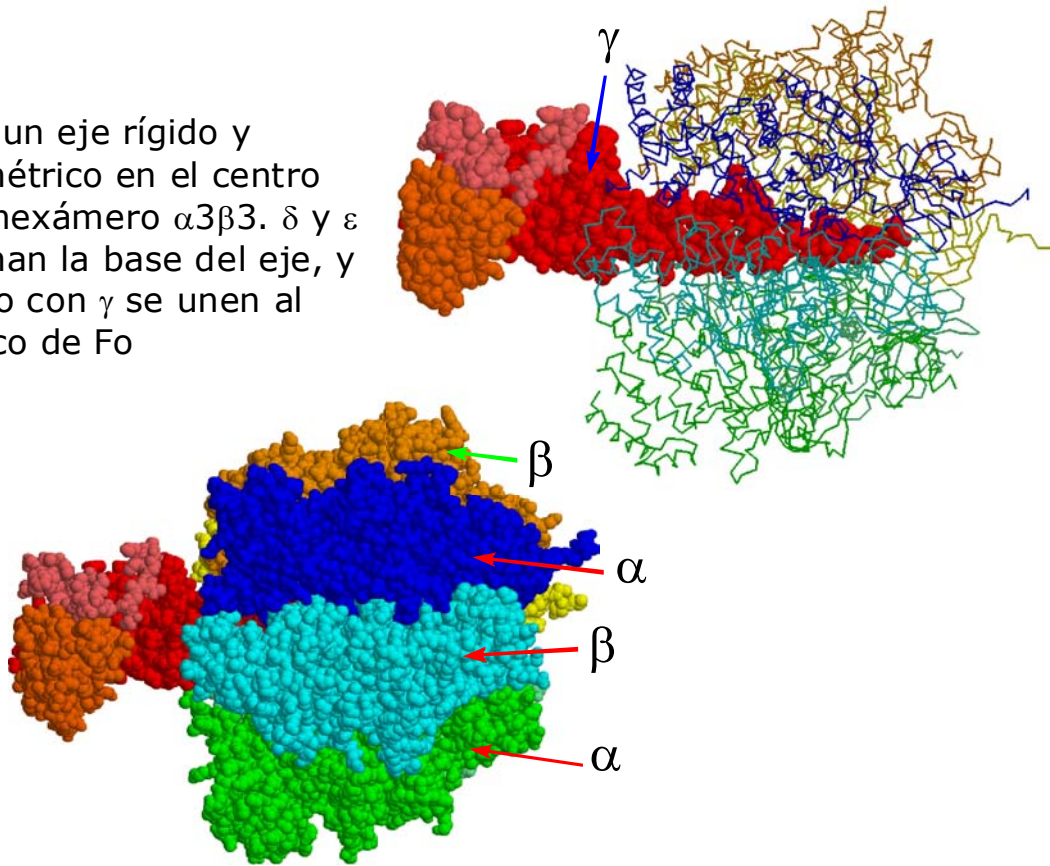 un eje rígido y
métrico en el centro
hexámero α3β3. δ y ε
man la base del eje, y
o con γ se unen al
co de Fo
γ
β
α
β
α